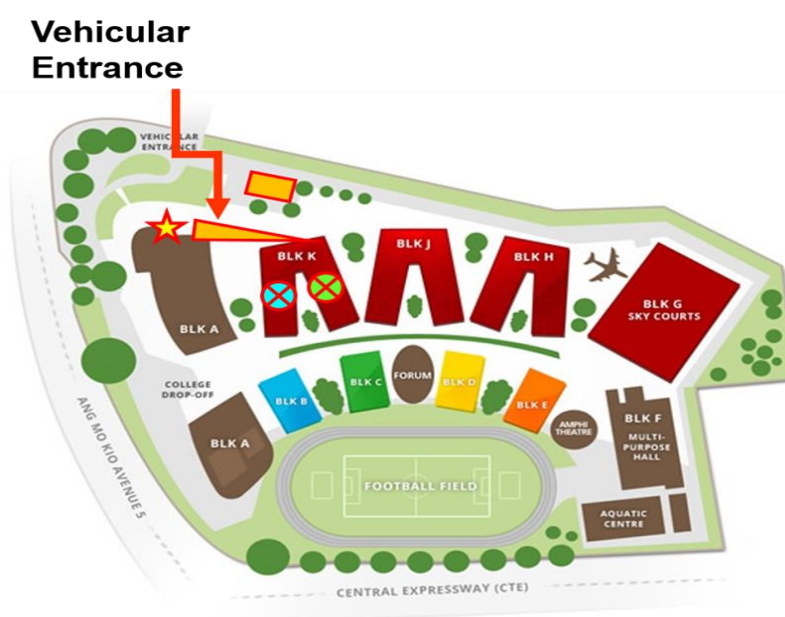 Vehicular
Entrance
VEHICULAR
ENTRANCE
BLK K
BLK J
BLK H
BLK G
SKY COURTS
BLK A
COLLEGE
DROP-OFF
BLK B
BLK C
FORUM
BLK D
BLK E
BLK A
AMPHI
THEATRE
BLK F
MULTI-
PURPOSE
HALL
FOOTBALL FIELD
AQUATIC
CENTRE
ANG MO KIO AVENUE 5
CENTRAL EXPRESSWAY (CTE)